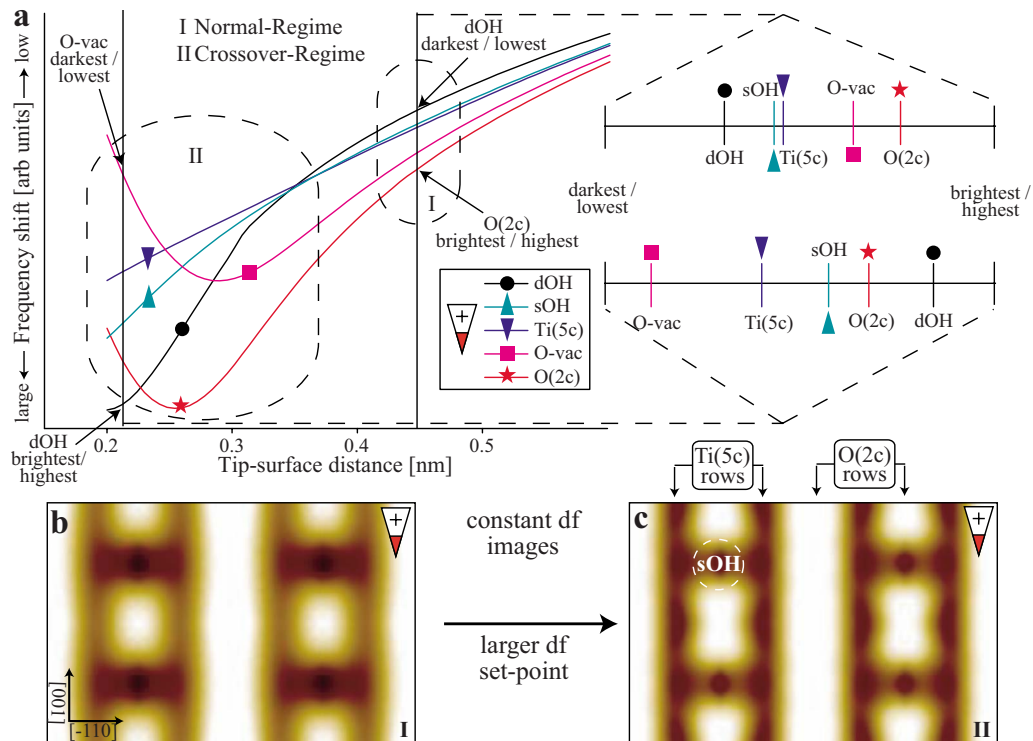 a
large ← Frequency shift [arb units] → low
O-vac
darkest /
lowest
I Normal-Regime
II Crossover-Regime
dOH
darkest / lowest
II
I
O(2c)
brightest / highest
+
dOH
sOH
Ti(5c)
O-vac
O(2c)
dOH
brightest/
highest
0.2 0.3 0.4 0.5
Tip-surface distance [nm]
sOH O-vac
dOH Ti(5c) O(2c)
darkest /
lowest
brightest /
highest
sOH
O-vac Ti(5c) O(2c) dOH
Ti(5c)
rows
O(2c)
rows
b
+
[100]
[-110]
I
constant df
images
larger df
set-point
c
+
sOH
II